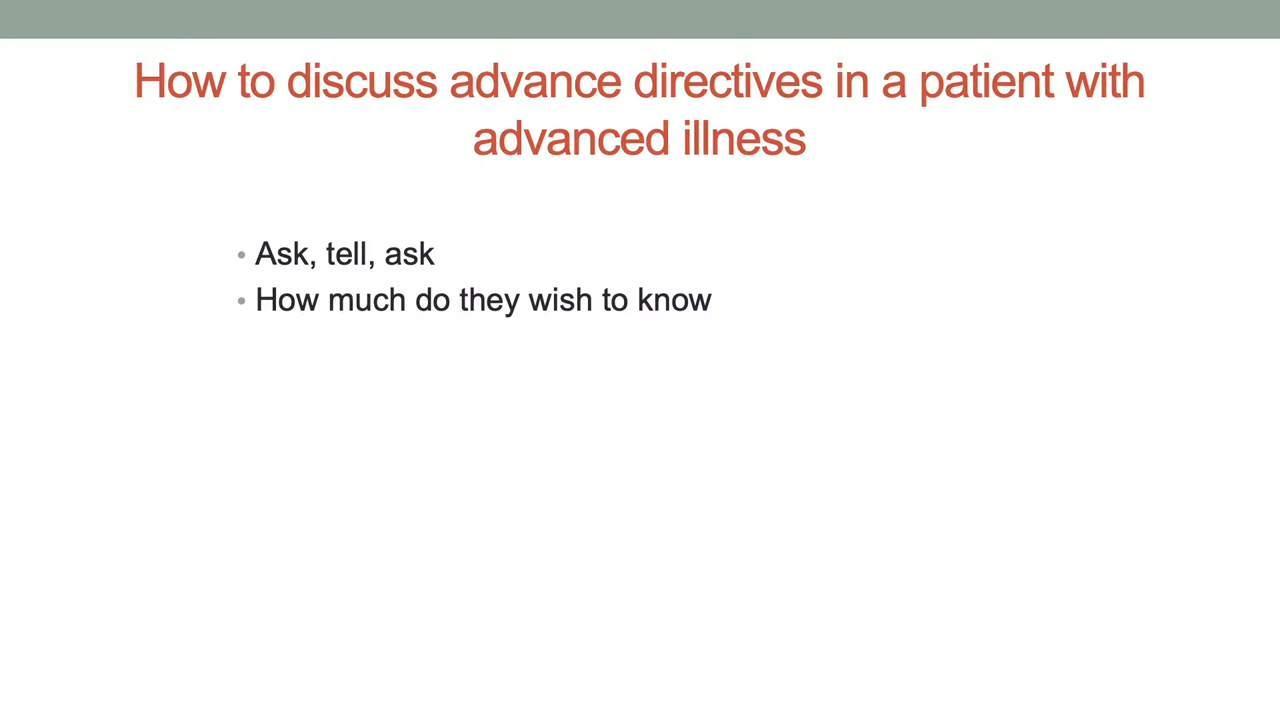 How to discuss advance directives in a patient with
advanced illness
• Ask, tell, ask
• How much do they wish to know